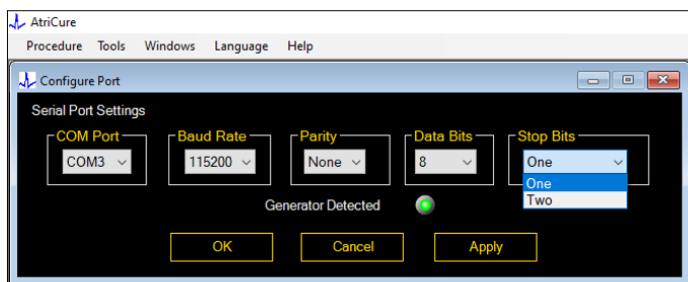 AtriCure
Procedure Tools Windows Language Help
Configure Port
Serial Port Settings
COM Port Baud Rate Parity Data Bits Stop Bits
COM3 115200 None 8 One
One
Two
Generator Detected
OK Cancel Apply